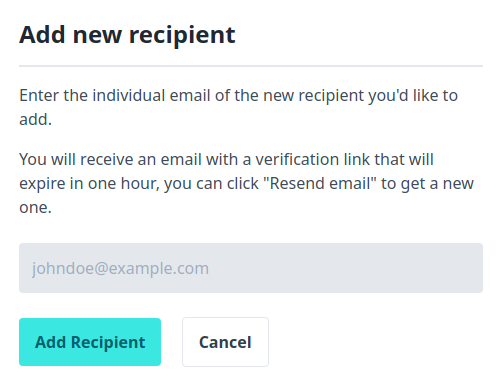 Add new recipient
Enter the individual email of the new recipient you'd like to
add.
You will receive an email with a verification link that will
expire in one hour, you can click "Resend email" to get a new
one.
johndoe@example.com
Add Recipient
Cancel